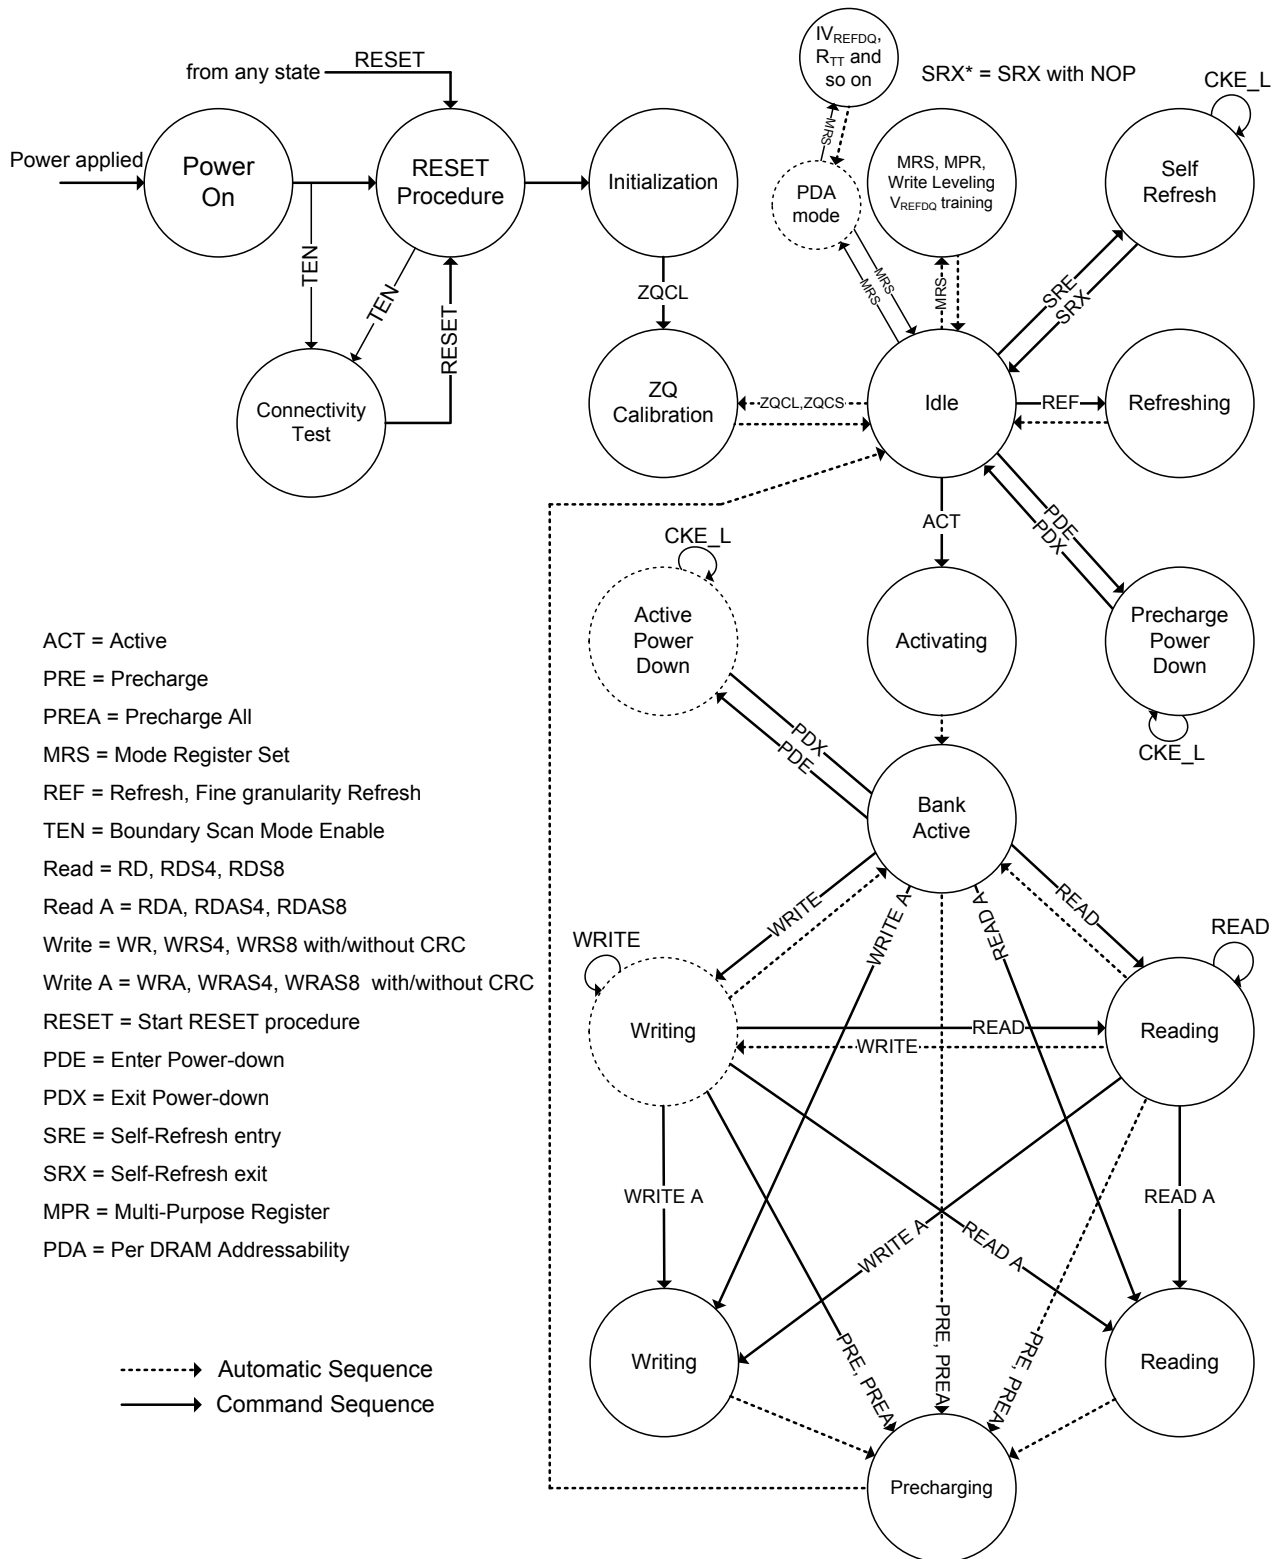 IVREFDQ,
RTT and
so on
from any state
RESET
SRX* = SRX with NOP
CKE_L
Power applied
Power
On
RESET
Procedure
Initialization
MRS
PDA
mode
MRS, MPR,
Write Leveling
VREFDQ training
Self
Refresh
TEN
TEN
RESET
ZQCL
MRS
MRS
MRS
SRE
SRX
Connectivity
Test
ZQ
Calibration
ZQCL,ZQCS
Idle
REF
Refreshing
ACT
PDE
PDX
CKE_L
Active
Power
Down
Activating
Precharge
Power
Down
CKE_L
PDX
PDE
Bank
Active
ACT = Active
PRE = Precharge
PREA = Precharge All
MRS = Mode Register Set
REF = Refresh, Fine granularity Refresh
TEN = Boundary Scan Mode Enable
Read = RD, RDS4, RDS8
Read A = RDA, RDAS4, RDAS8
Write = WR, WRS4, WRS8 with/without CRC
Write A = WRA, WRAS4, WRAS8 with/without CRC
RESET = Start RESET procedure
PDE = Enter Power-down
PDX = Exit Power-down
SRE = Self-Refresh entry
SRX = Self-Refresh exit
MPR = Multi-Purpose Register
PDA = Per DRAM Addressability
WRITE
WRITE
WRITE A
READ A
READ
READ
Writing
READ
WRITE
Reading
WRITE A
WRITE A
READ A
READ A
Writing
PRE, PREA
PRE, PREA
PRE, PREA
Reading
Precharging
Automatic Sequence
Command Sequence